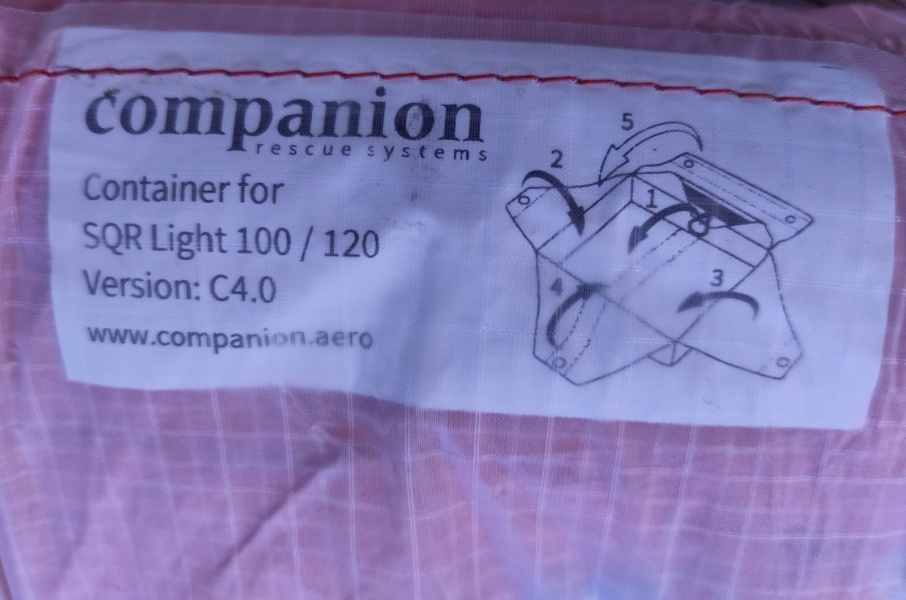 companion
rescue systems
Container for
SQR Light 100 / 120
Version: C4.0
www.companion.aero
5
2
1
3
4